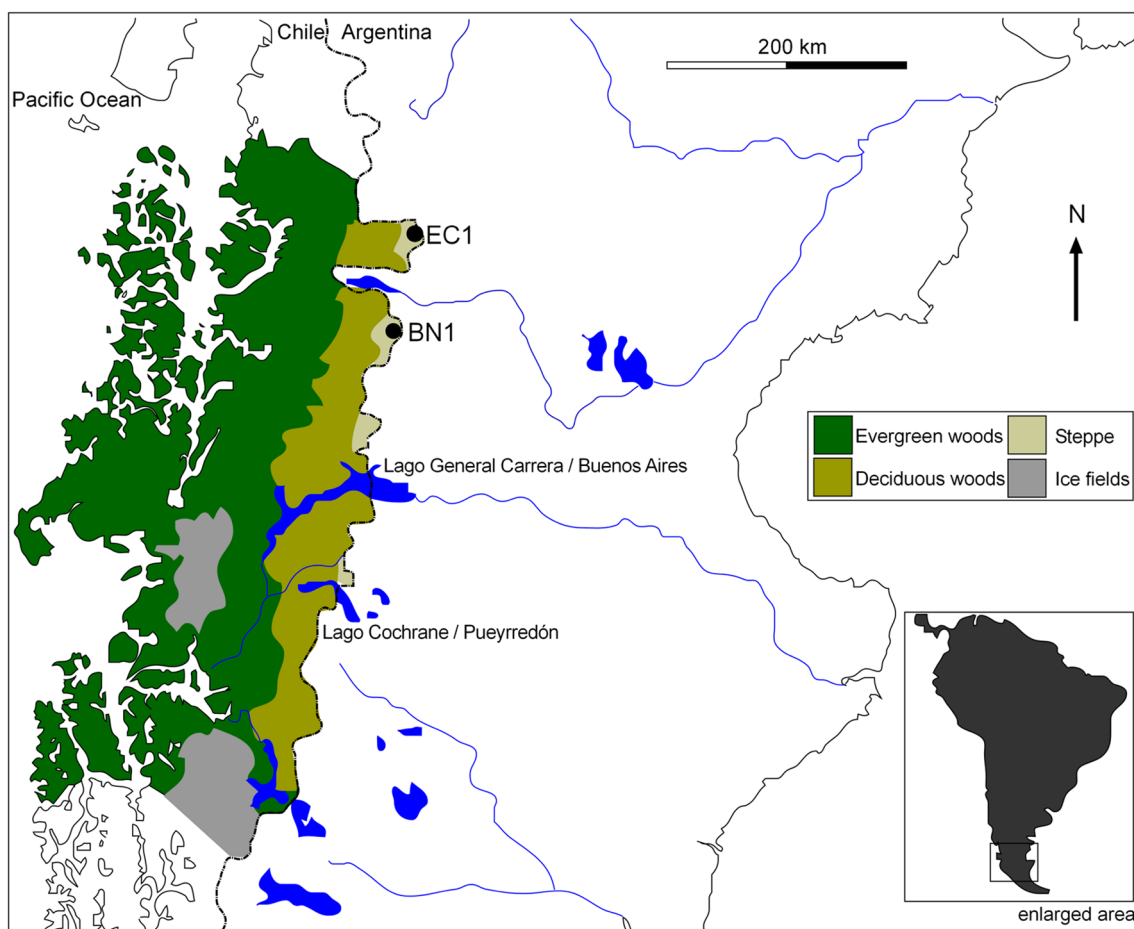 Chile Argentina
200 km
Pacific Ocean
N
EC1
BN1
Evergreen woods
Steppe
Deciduous woods
Ice fields
Lago General Carrera / Buenos Aires
Lago Cochrane / Pueyrredón
enlarged area